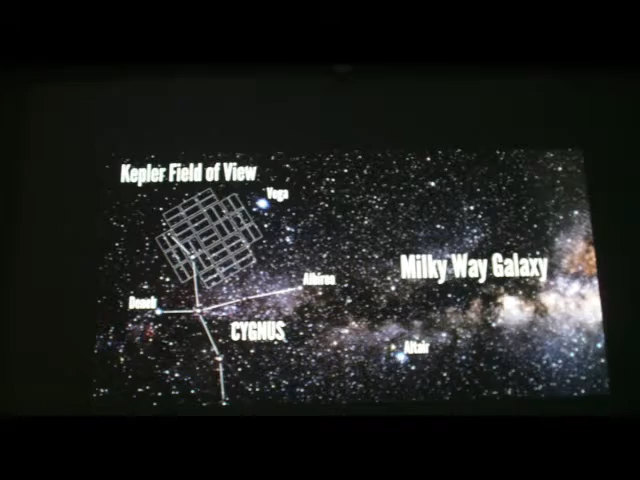 Kepler Field of View
Vega
Milky Way Galaxy
Albireo
Deneb
CYGNUS
Altair